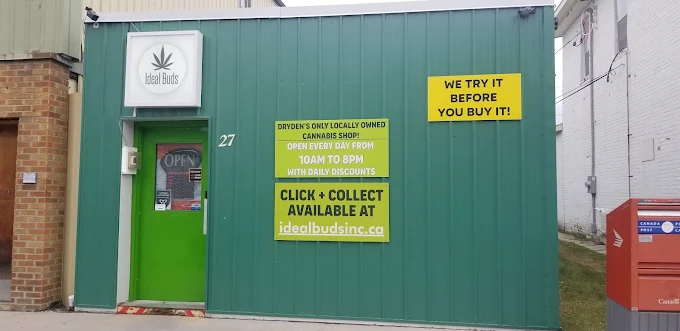 Ideal Buds
OPEN
27
DRYDEN'S ONLY LOCALLY OWNED
CANNABIS SHOP!
OPEN EVERY DAY FROM
10AM TO 8PM
WITH DAILY DISCOUNTS
CLICK + COLLECT
AVAILABLE AT
idealbudsinc.ca
WE TRY IT
BEFORE
YOU BUY IT!
CANADA
POST
Canad